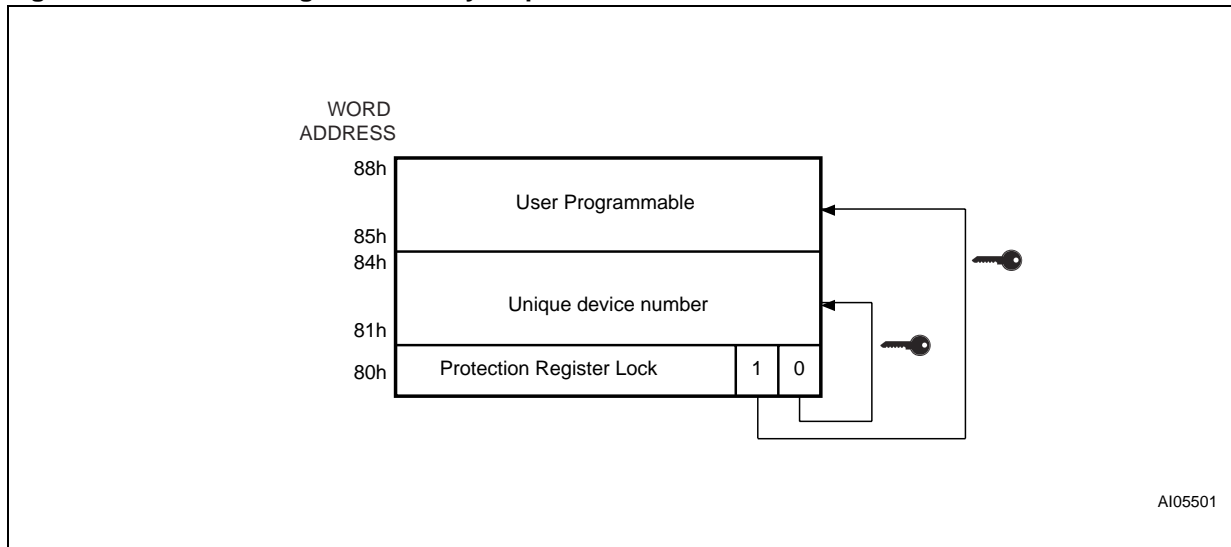 WORD
ADDRESS
88h
User Programmable
85h
84h
Unique device number
81h
80h
Protection Register Lock
1
0
AI05501